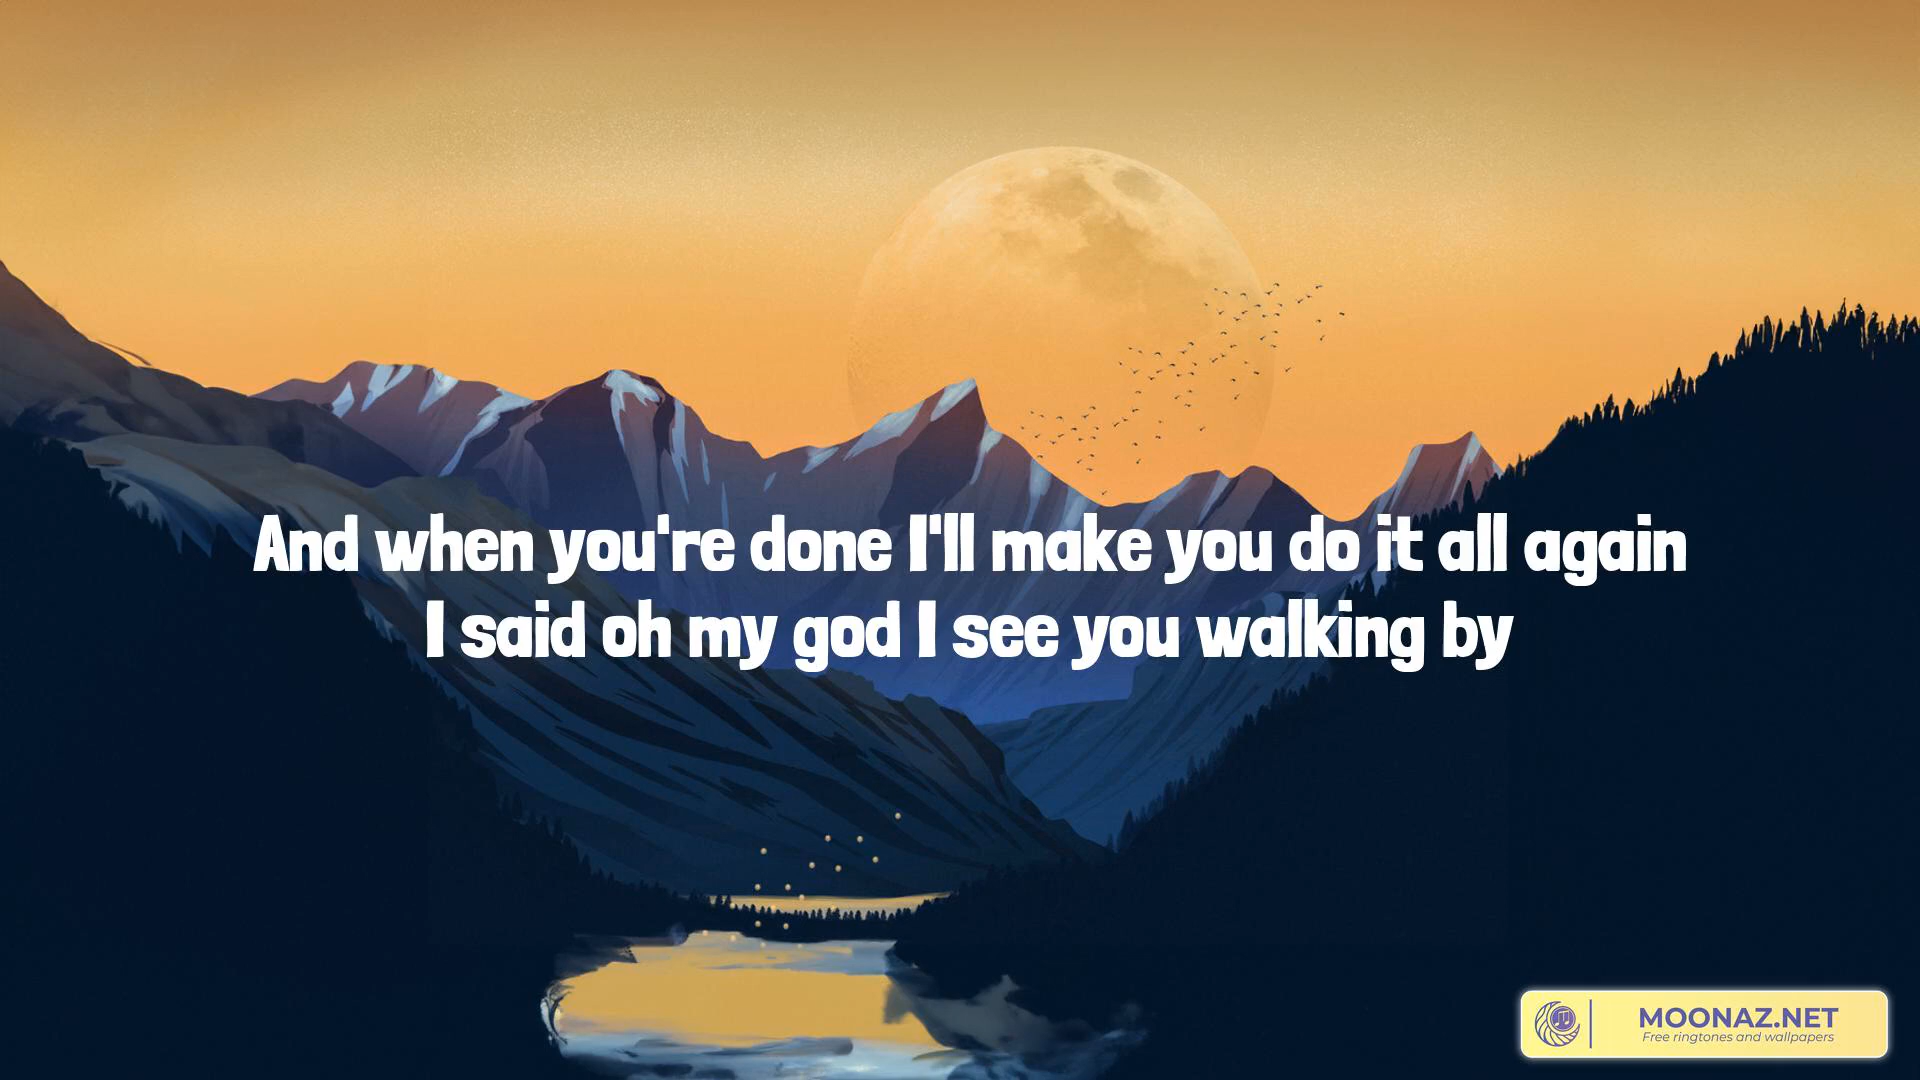 And when you're done I'll make you do it all again
I said oh my god I see you walking by
MOONAZ.NET
Free ringtones and wallpapers